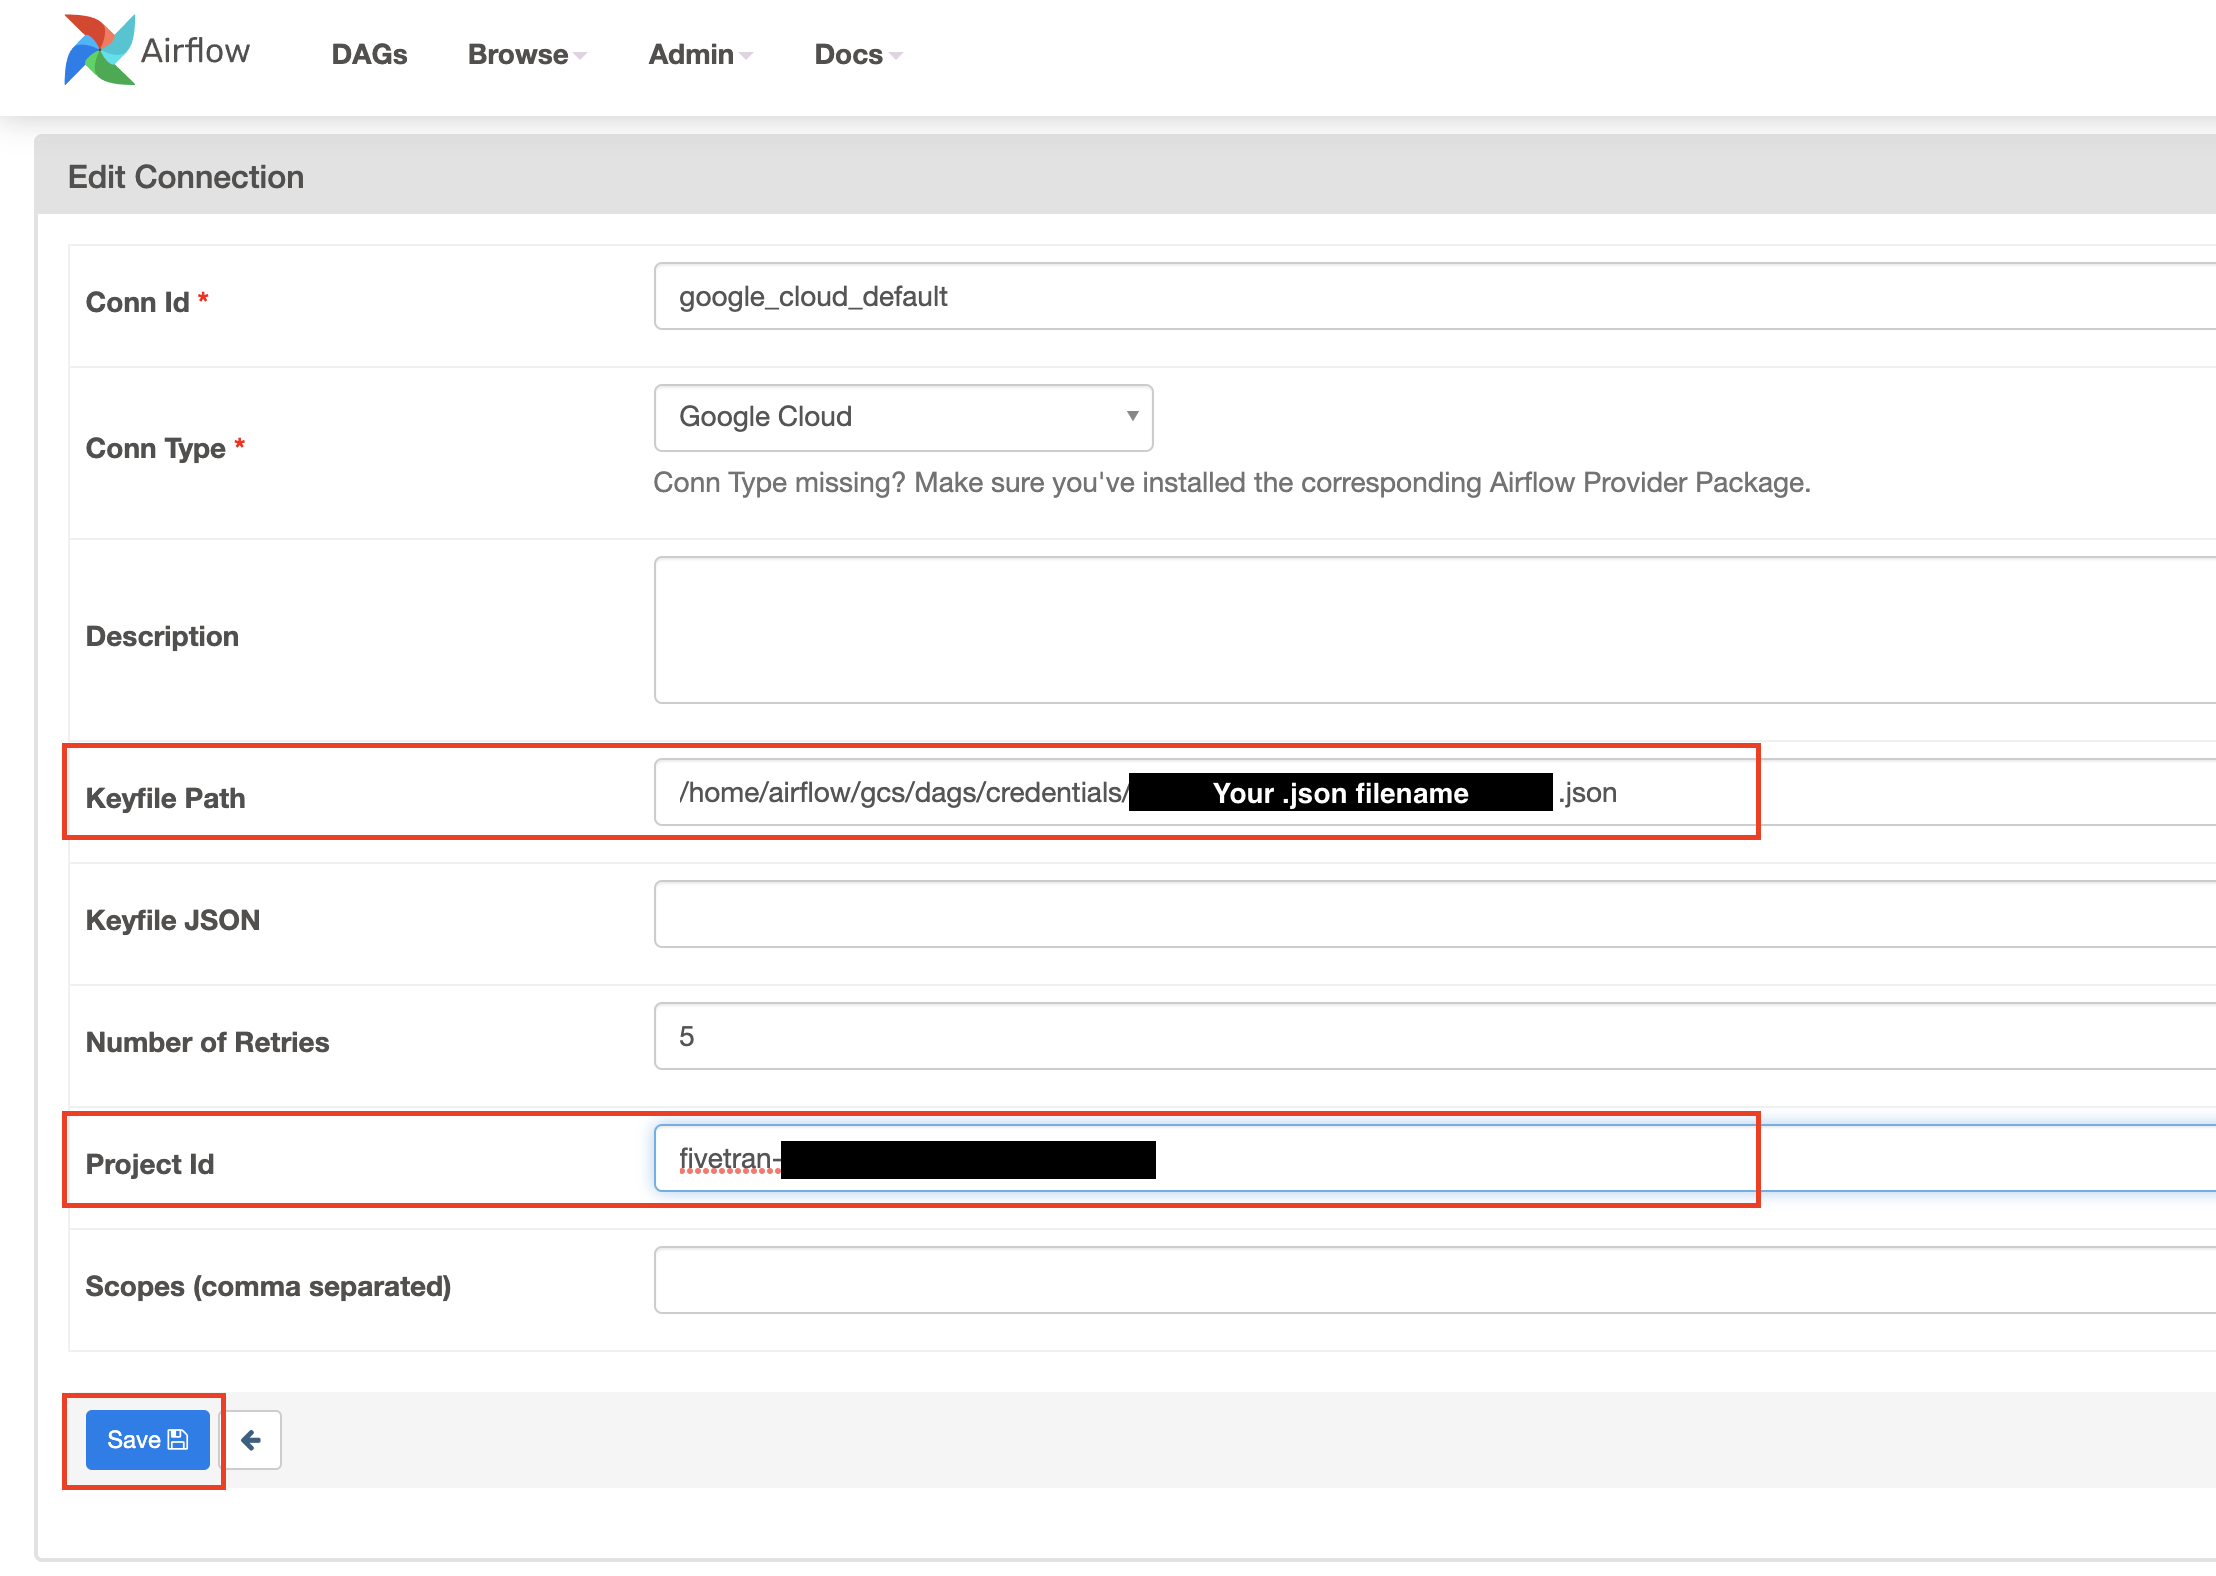 Airflow DAGs Browse Admin Docs
Edit Connection
Conn Id * google_cloud_default
Conn Type * Google Cloud
Conn Type missing? Make sure you've installed the corresponding Airflow Provider Package.
Description
Keyfile Path /home/airflow/gcs/dags/credentials/ Your .json filename .json
Keyfile JSON
Number of Retries 5
Project Id fivetran-
Scopes (comma separated)
Save